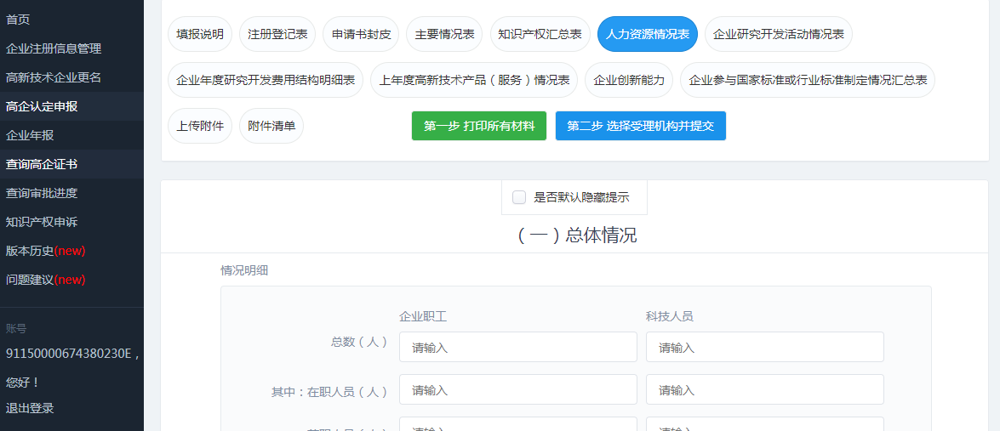 首页
企业注册信息管理
高新技术企业更名
高企认定申报
企业年报
查询高企证书
查询审批进度
知识产权申诉
版本历史(new)
问题建议(new)
账号
91150000674380230E，
您好！
退出登录
填报说明 注册登记表 申请书封皮 主要情况表 知识产权汇总表 人力资源情况表 企业研究开发活动情况表
企业年度研究开发费用结构明细表 上年度高新技术产品（服务）情况表 企业创新能力 企业参与国家标准或行业标准制定情况汇总表
上传附件 附件清单 第一步 打印所有材料 第二步 选择受理机构并提交
是否默认隐藏提示
（一）总体情况
情况明细
企业职工 科技人员
总数（人） 请输入 请输入
其中：在职人员（人） 请输入 请输入